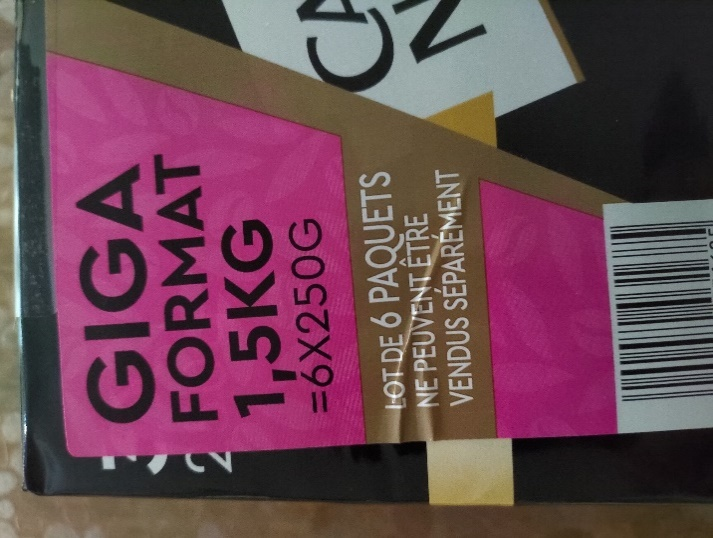 GIGA
FORMAT
1,5KG
=6X250G
LOT DE 6 PAQUETS
NE PEUVENT ÊTRE
VENDUS SÉPARÉMENT